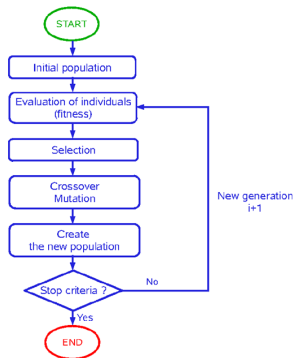 START
Initial population
Evaluation of individuals
(fitness)
Selection
Crossover
Mutation
Create
the new population
Stop criteria ?
No
Yes
END
New generation
i+1